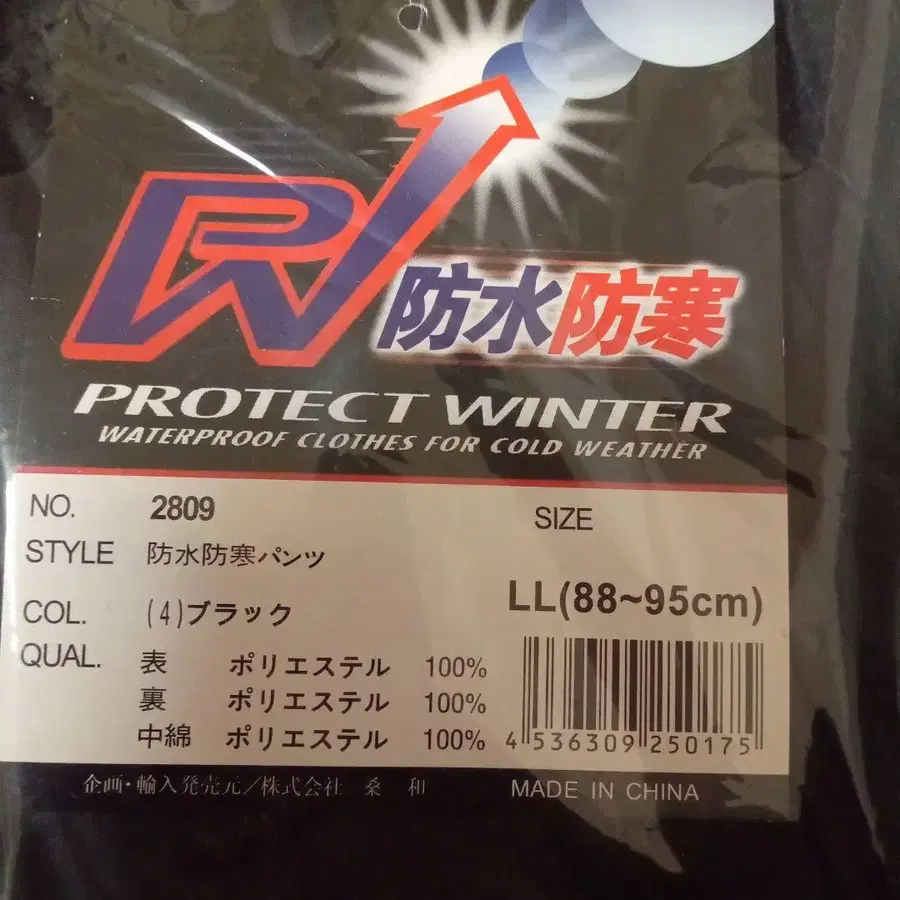 PW
防水防寒
PROTECT WINTER
WATERPROOF CLOTHES FOR COLD WEATHER
NO. 2809
SIZE
STYLE 防水防寒パンツ
LL(88~95cm)
COL. (4)ブラック
QUAL. 表 ポリエステル 100%
裏 ポリエステル 100%
中綿 ポリエステル 100%
4 536309 250175
企画・輸入発売元/株式会社 桑 和
MADE IN CHINA